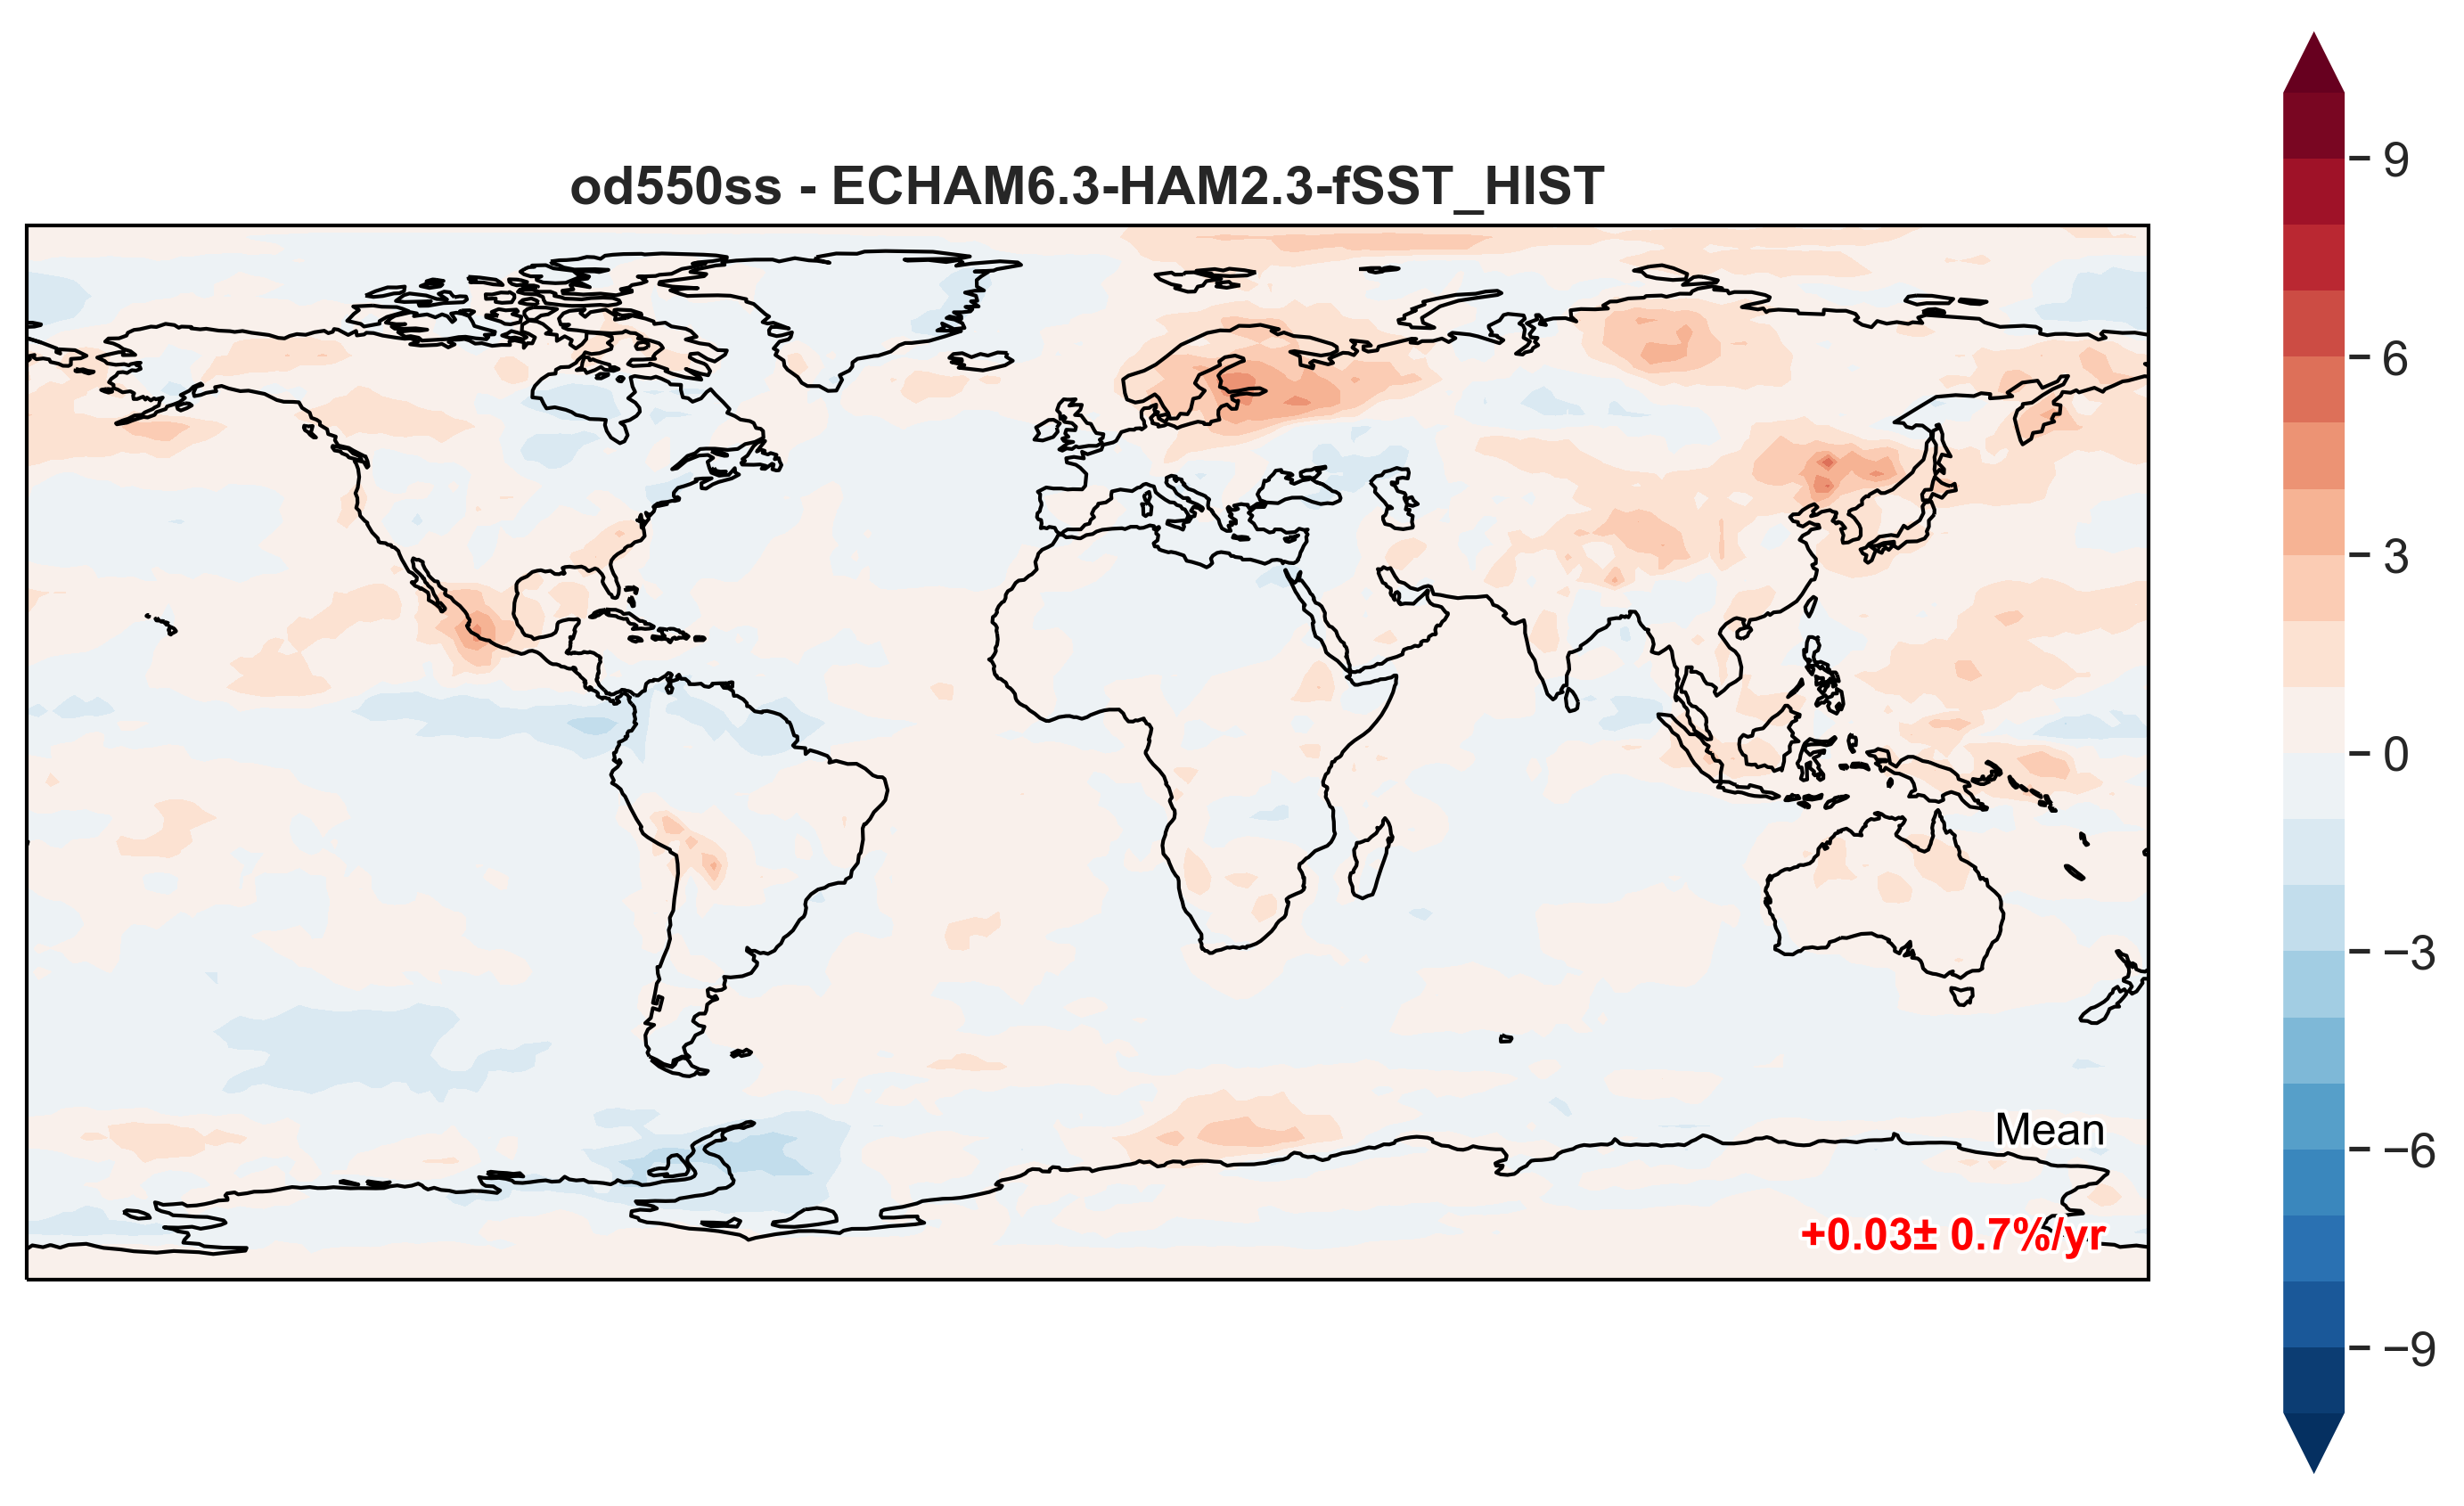 od550ss - ECHAM6.3-HAM2.3-fSST_HIST
9
6
3
0
−3
−6
−9
Mean
+0.03± 0.7%/yr